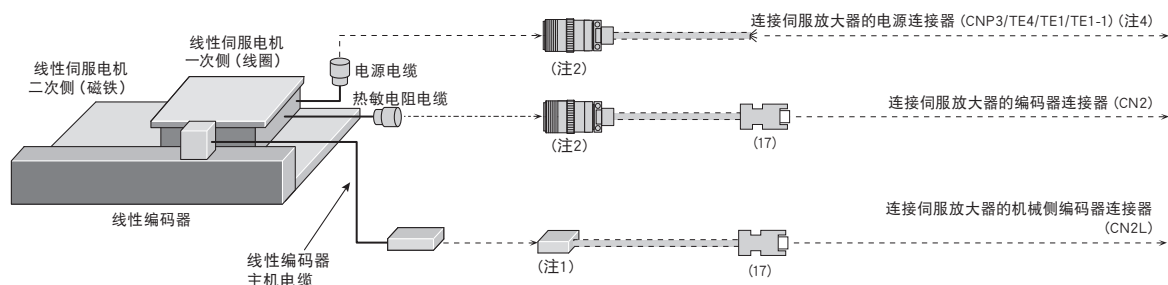 连接伺服放大器的电源连接器 (CNP3/TE4/TE1/TE1-1) (注4)
线性伺服电机
一次侧 (线圈)
线性伺服电机
二次侧 (磁铁)
电源电缆
热敏电阻电缆
(注2)
连接伺服放大器的编码器连接器 (CN2)
(注2)
(17)
线性编码器
连接伺服放大器的机械侧编码器连接器
(CN2L)
线性编码器
主机电缆
(注1)
(17)